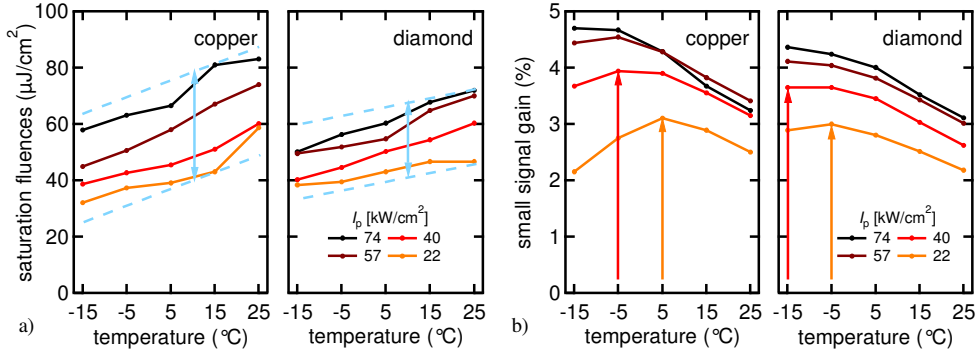 saturation fluences (µJ/cm²)
100
80
60
40
20
0
copper
-15 -5 5 15 25
temperature (°C)
a)
diamond
Iₚ [kW/cm²]
74 40
57 22
-15 -5 5 15 25
temperature (°C)
small signal gain (%)
5
4
3
2
1
0
copper
-15 -5 5 15 25
temperature (°C)
b)
diamond
Iₚ [kW/cm²]
74 40
57 22
-15 -5 5 15 25
temperature (°C)